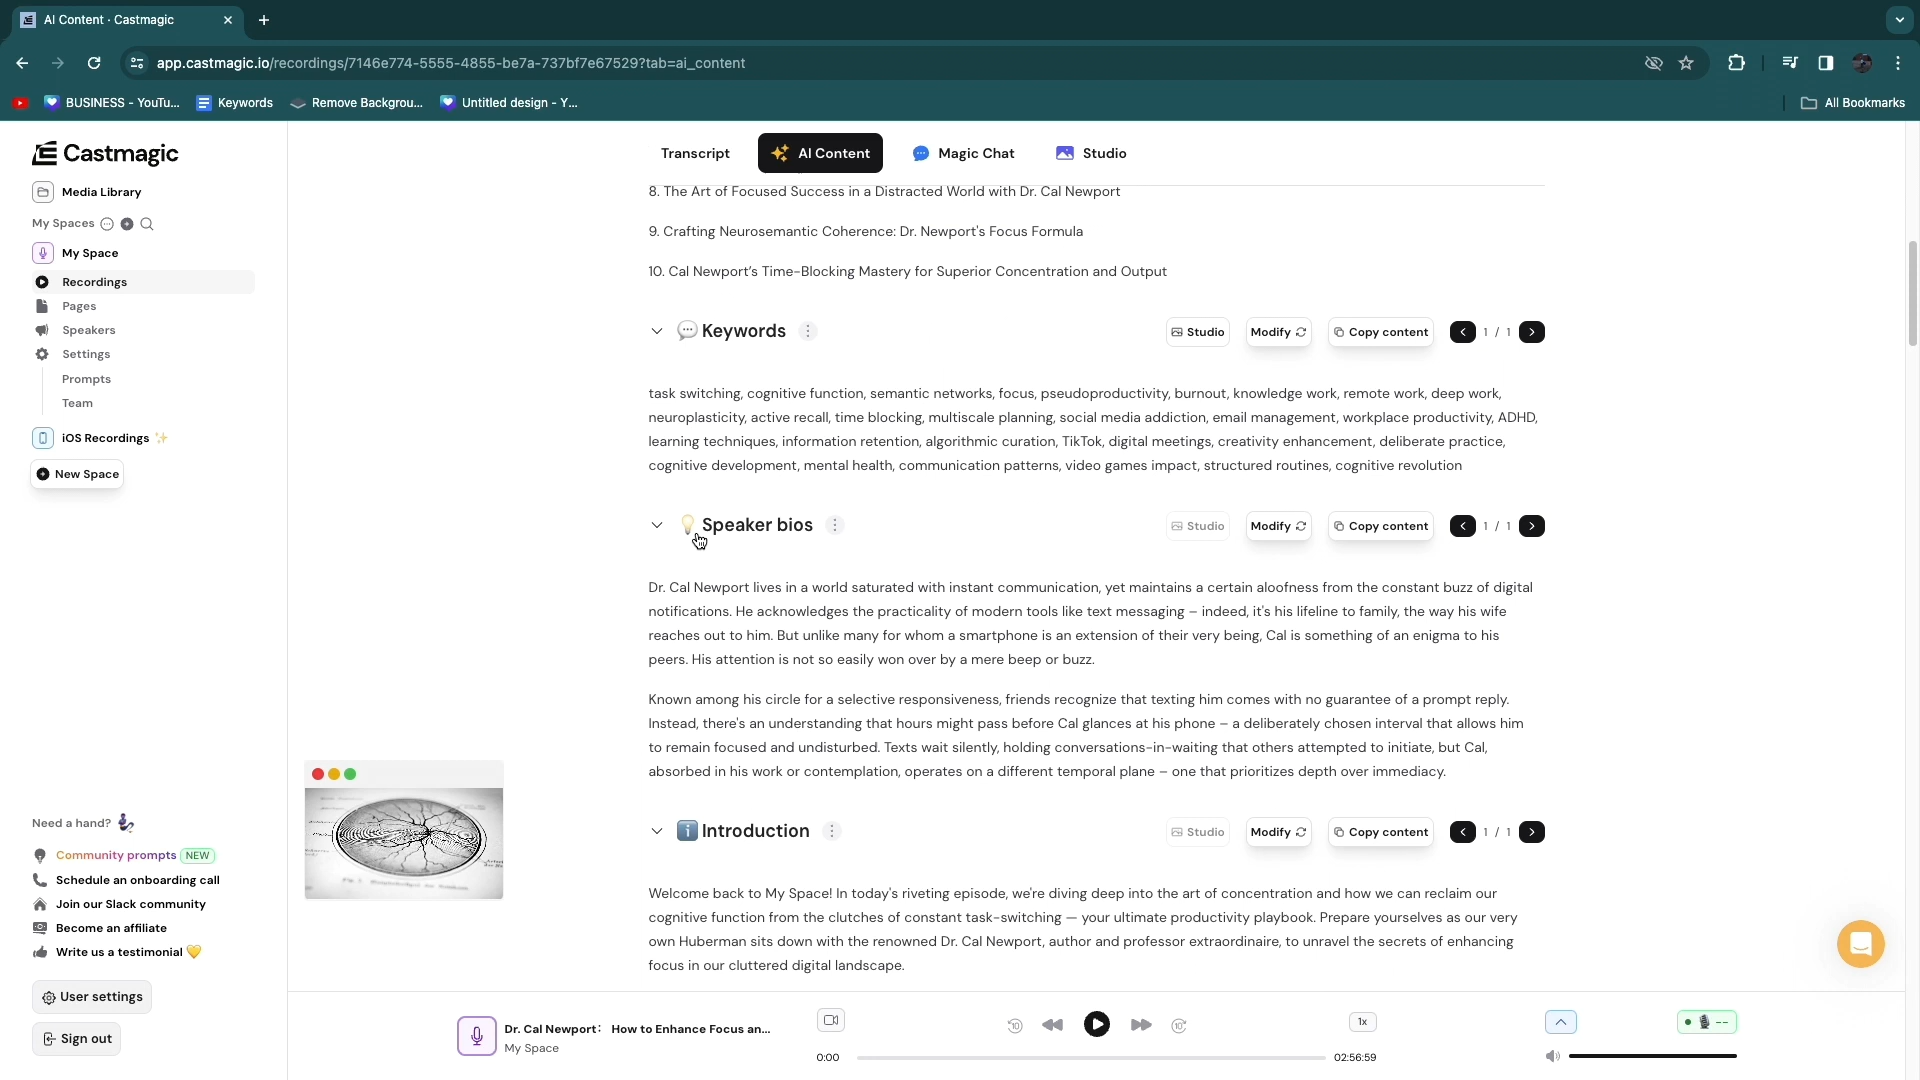 AI Content · Castmagic
app.castmagic.io/recordings/7146e774-5555-4855-be7a-737bf7e67529?tab=ai_content
BUSINESS - YouTu...
Keywords
Remove Backgrou...
Untitled design - Y...
All Bookmarks
Castmagic
Media Library
My Spaces
My Space
Recordings
Pages
Speakers
Settings
Prompts
Team
iOS Recordings
New Space
Need a hand?
Community prompts NEW
Schedule an onboarding call
Join our Slack community
Become an affiliate
Write us a testimonial
User settings
Sign out
Transcript AI Content Magic Chat Studio
8. The Art of Focused Success in a Distracted World with Dr. Cal Newport
9. Crafting Neurosemantic Coherence: Dr. Newport's Focus Formula
10. Cal Newport's Time-Blocking Mastery for Superior Concentration and Output
Keywords Studio Modify Copy content 1 / 1
task switching, cognitive function, semantic networks, focus, pseudoproductivity, burnout, knowledge work, remote work, deep work,
neuroplasticity, active recall, time blocking, multiscale planning, social media addiction, email management, workplace productivity, ADHD,
learning techniques, information retention, algorithmic curation, TikTok, digital meetings, creativity enhancement, deliberate practice,
cognitive development, mental health, communication patterns, video games impact, structured routines, cognitive revolution
Speaker bios Studio Modify Copy content 1 / 1
Dr. Cal Newport lives in a world saturated with instant communication, yet maintains a certain aloofness from the constant buzz of digital
notifications. He acknowledges the practicality of modern tools like text messaging – indeed, it's his lifeline to family, the way his wife
reaches out to him. But unlike many for whom a smartphone is an extension of their very being, Cal is something of an enigma to his
peers. His attention is not so easily won over by a mere beep or buzz.
Known among his circle for a selective responsiveness, friends recognize that texting him comes with no guarantee of a prompt reply.
Instead, there's an understanding that hours might pass before Cal glances at his phone – a deliberately chosen interval that allows him
to remain focused and undisturbed. Texts wait silently, holding conversations-in-waiting that others attempted to initiate, but Cal,
absorbed in his work or contemplation, operates on a different temporal plane – one that prioritizes depth over immediacy.
Introduction Studio Modify Copy content 1 / 1
Welcome back to My Space! In today's riveting episode, we're diving deep into the art of concentration and how we can reclaim our
cognitive function from the clutches of constant task-switching — your ultimate productivity playbook. Prepare yourselves as our very
own Huberman sits down with the renowned Dr. Cal Newport, author and professor extraordinaire, to unravel the secrets of enhancing
focus in our cluttered digital landscape.
Dr. Cal Newport: How to Enhance Focus an...
My Space
10
10
1x
0:00
02:56:59
--